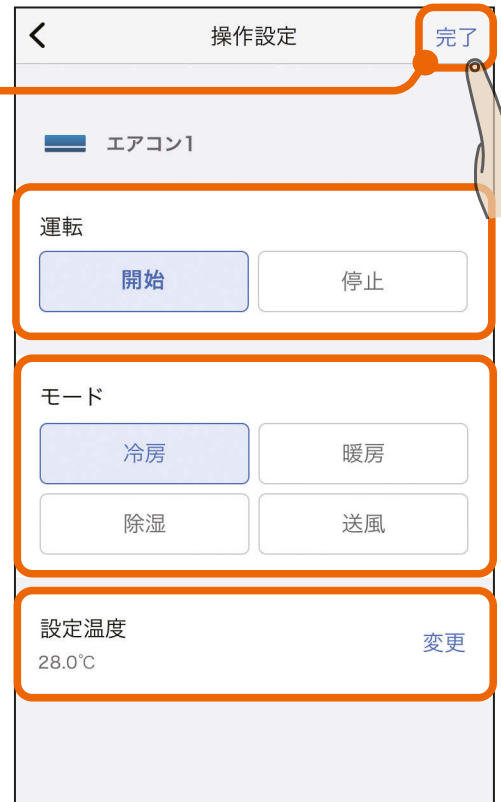 操作設定 完了
エアコン1
運転
開始 停止
モード
冷房 暖房
除湿 送風
設定温度
28.0℃ 変更